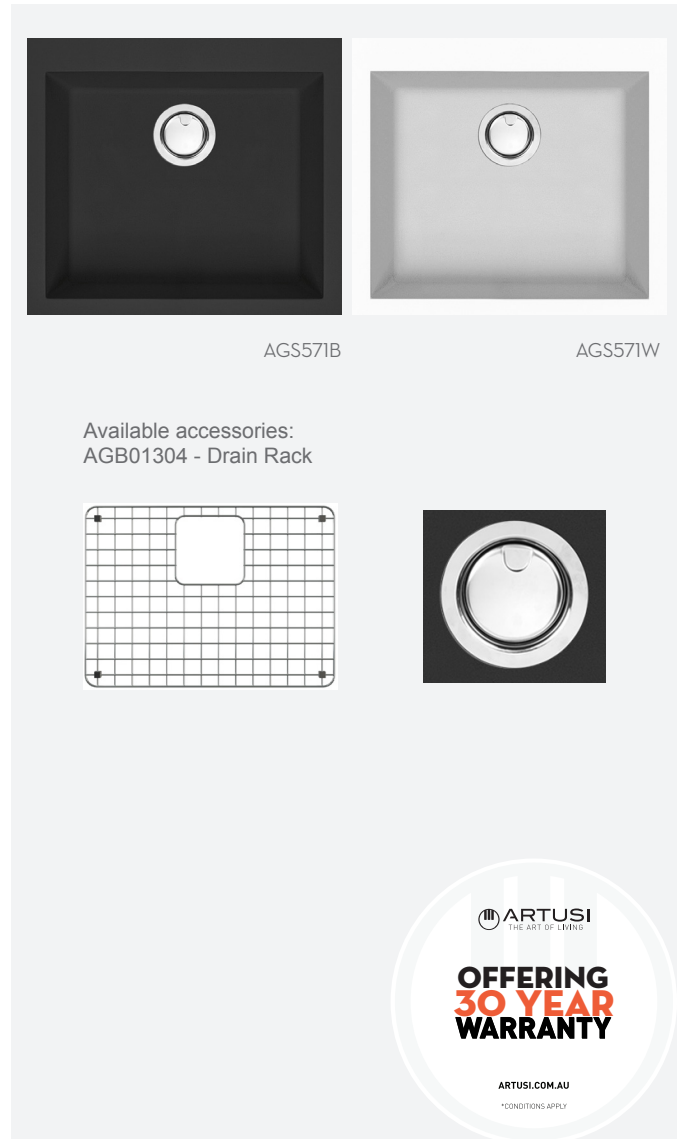 AGS571B
AGS571W
Available accessories:
AGB01304 - Drain Rack
ARTUSI
THE ART OF LIVING
OFFERING
30 YEAR
WARRANTY
ARTUSI.COM.AU
*CONDITIONS APPLY